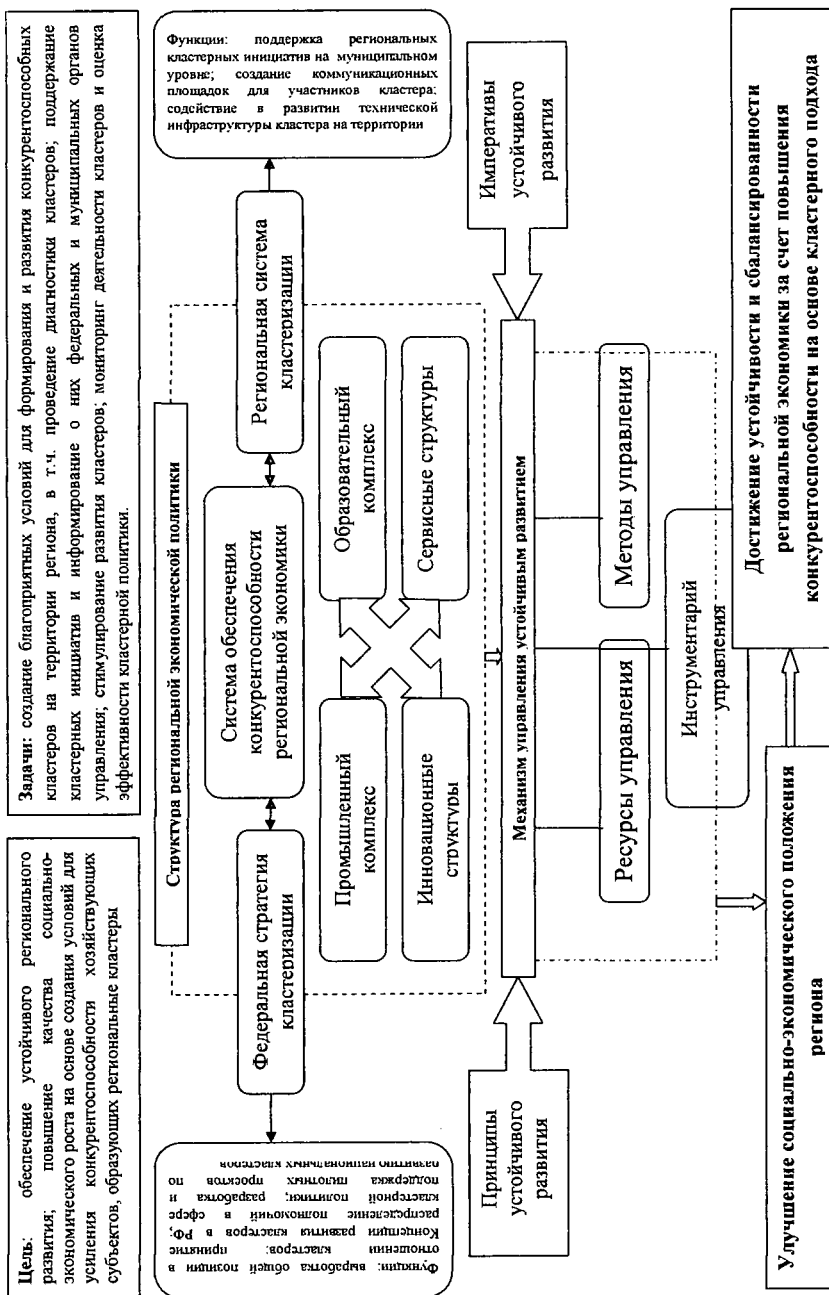 Цель: обеспечение устойчивого регионального
развития; повышение качества социально-
экономического роста на основе создания условий для
усиления конкурентоспособности хозяйствующих
субъектов, образующих региональные кластеры
Задачи: создание благоприятных условий для формирования и развития конкурентоспособных
кластеров на территории региона, в т.ч. проведение диагностики кластеров; поддержание
кластерных инициатив и информирование о них федеральных и муниципальных органов
управления; стимулирование развития кластеров; мониторинг деятельности кластеров и оценка
эффективности кластерной политики.
Структура региональной экономической политики
Функции: выработка общей позиции в
отношении кластеров; принятие
Концепции развития кластеров в РФ;
распределение полномочий в сфере
кластерной политики; разработка и
поддержка пилотных проектов по
развитию национальных кластеров
Федеральная стратегия
кластеризации
Система обеспечения
конкурентоспособности
региональной экономики
Региональная система
кластеризации
Функции: поддержка региональных
кластерных инициатив на муниципальном
уровне; создание коммуникационных
площадок для участников кластера;
содействие в развитии технической
инфраструктуры кластера на территории
Промышленный
комплекс
Образовательный
комплекс
Инновационные
структуры
Сервисные структуры
Принципы
устойчивого
развития
Механизм управления устойчивым развитием
Императивы
устойчивого
развития
Ресурсы управления
Методы управления
Инструментарий
управления
Улучшение социально-экономического положения
региона
Достижение устойчивости и сбалансированности
региональной экономики за счет повышения
конкурентоспособности на основе кластерного подхода